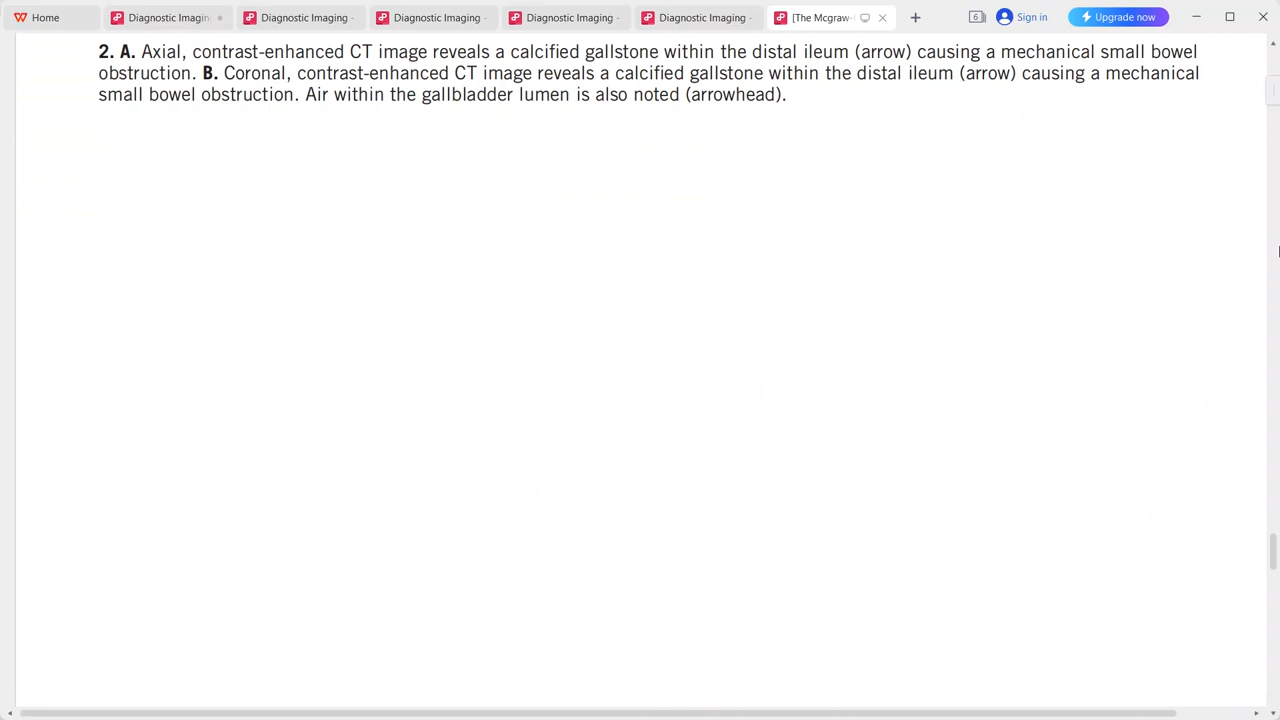 Home
Diagnostic Imaging
Diagnostic Imaging -
Diagnostic Imaging -
Diagnostic Imaging -
Diagnostic Imaging -
[The Mcgraw-
6
Sign in
Upgrade now
2. A. Axial, contrast-enhanced CT image reveals a calcified gallstone within the distal ileum (arrow) causing a mechanical small bowel
obstruction. B. Coronal, contrast-enhanced CT image reveals a calcified gallstone within the distal ileum (arrow) causing a mechanical
small bowel obstruction. Air within the gallbladder lumen is also noted (arrowhead).